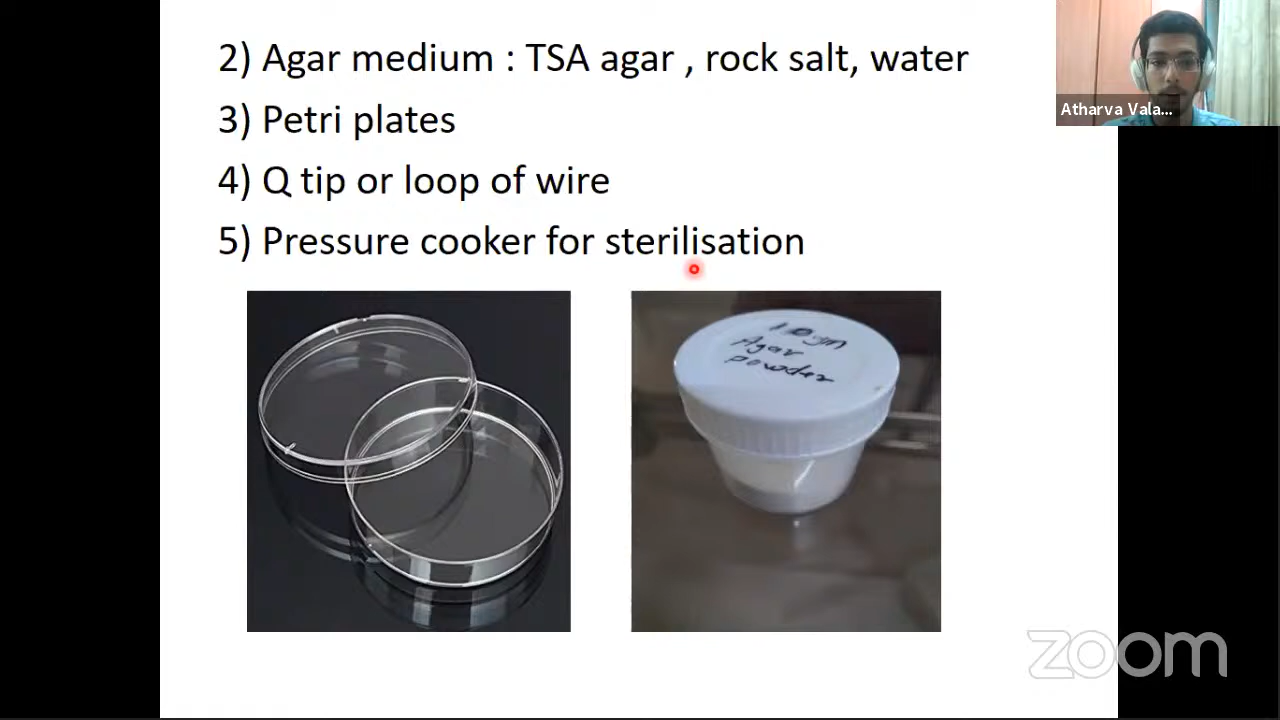 2) Agar medium : TSA agar , rock salt, water
3) Petri plates
4) Q tip or loop of wire
5) Pressure cooker for sterilisation
10gm
Agar
powder
Atharva Vala...
zoom